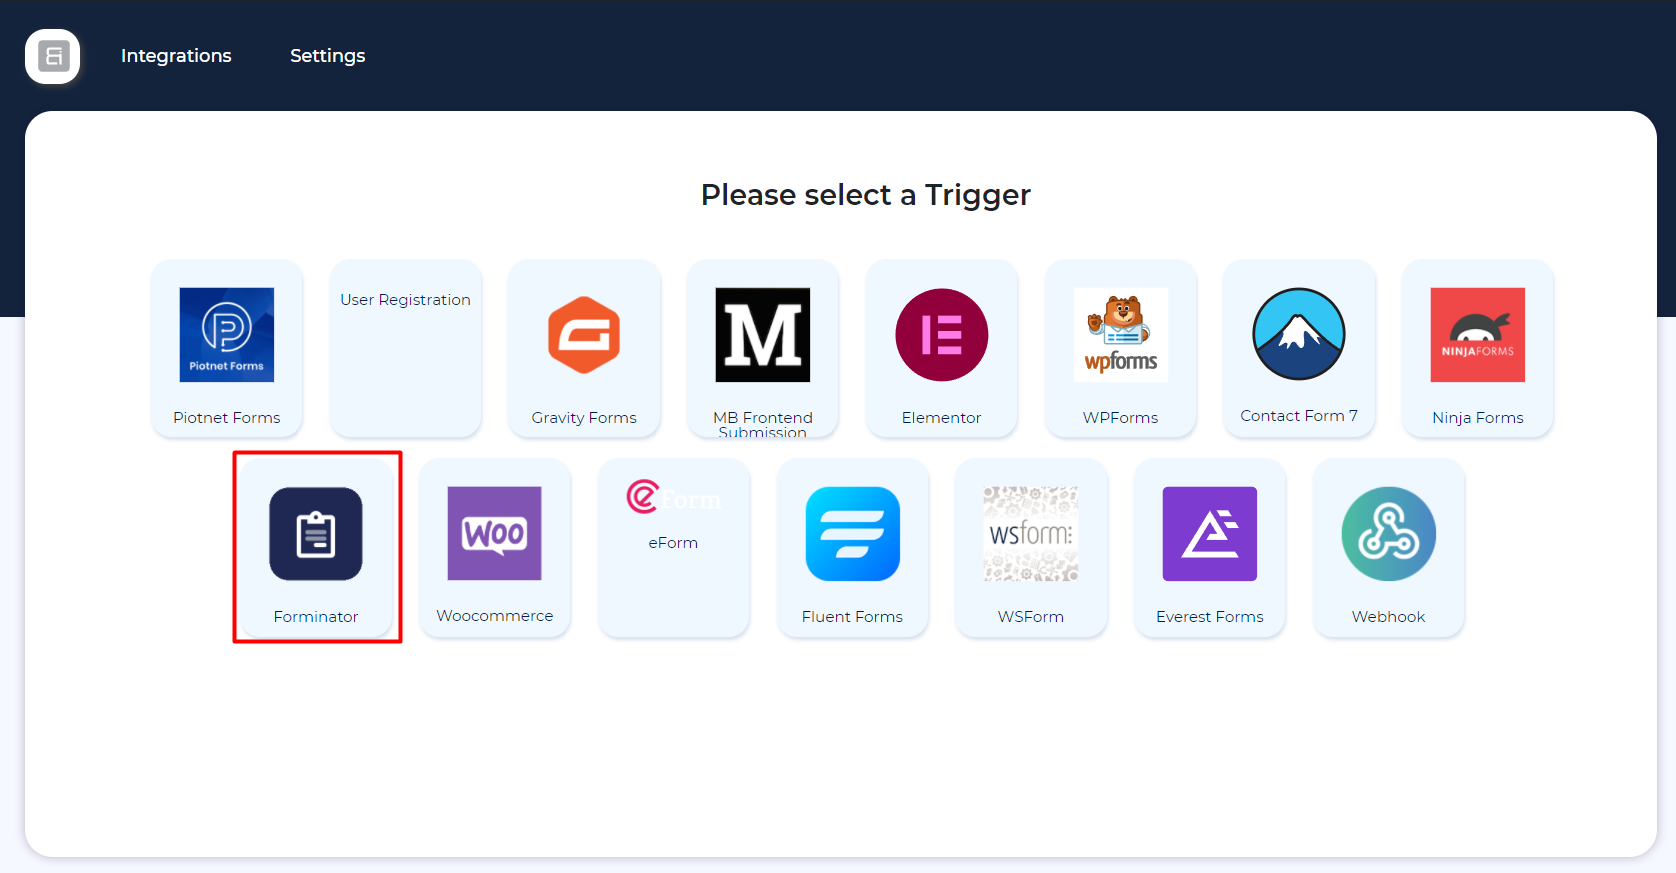 Integrations
Settings
Please select a Trigger
Piotnet Forms
Piotnet Forms
User Registration
Gravity Forms
M
MB Frontend
Submission
Elementor
wpforms
WPForms
Contact Form 7
NINJAFORMS
Ninja Forms
Forminator
WOO
Woocommerce
eForm
eForm
Fluent Forms
wsform:
WSForm
Everest Forms
Webhook